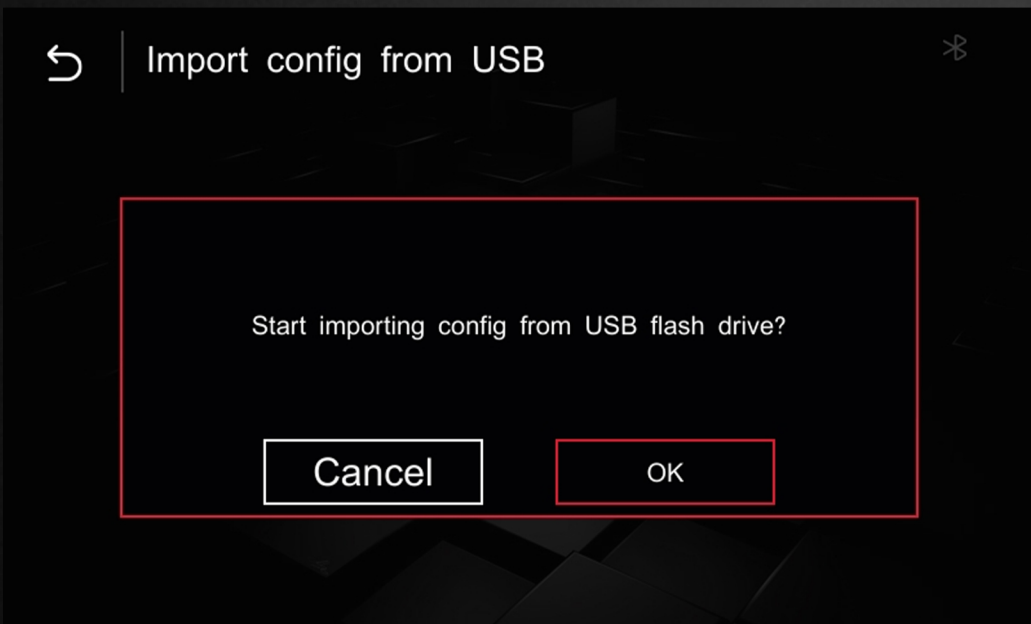 Import config from USB
Start importing config from USB flash drive?
Cancel
OK